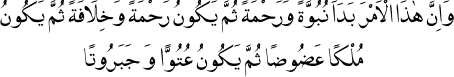 وَاِنَّ هٰذَا الْاَمْرَ بَدَا نُبُوَّةً وَرَحْمَةً ثُمَّ يَكُونُ رَحْمَةً وَخِلَافَةً ثُمَّ يَكُونُ
مُلْكًا عَضُوضًا ثُمَّ يَكُونُ عُتُوًّا وَ جَبَرُوتًا